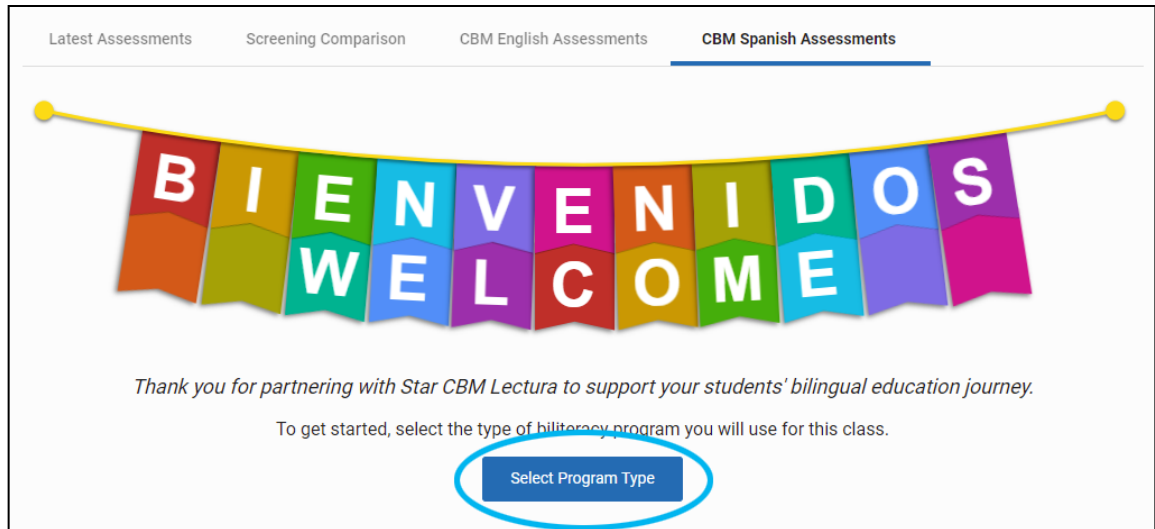 Latest Assessments Screening Comparison CBM English Assessments CBM Spanish Assessments
BIENVENIDOS
WELCOME
Thank you for partnering with Star CBM Lectura to support your students' bilingual education journey.
To get started, select the type of biliteracy program you will use for this class.
Select Program Type